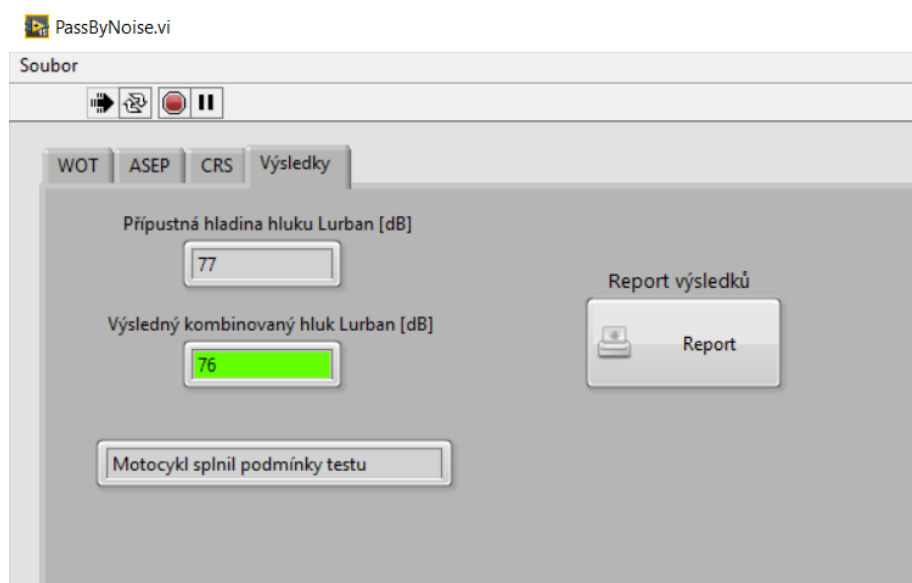 PassByNoise.vi
Soubor
WOT ASEP CRS Výsledky
Přípustná hladina hluku Lurban [dB]
77
Výsledný kombinovaný hluk Lurban [dB]
76
Motocykl splnil podmínky testu
Report výsledků
Report